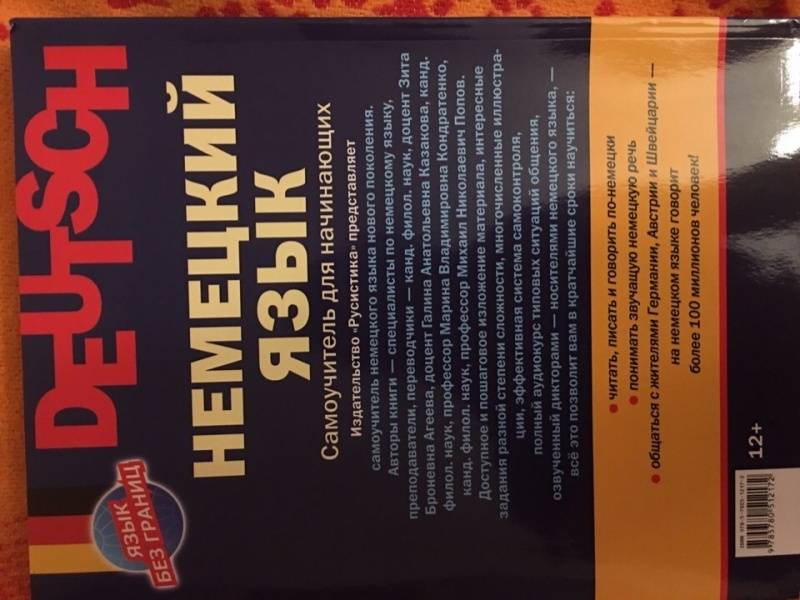 DEUTSCH
ЯЗЫК
БЕЗ ГРАНИЦ
НЕМЕЦКИЙ
ЯЗЫК
Самоучитель для начинающих
Издательство «Русистика» представляет
самоучитель немецкого языка нового поколения.
Авторы книги — специалисты по немецкому языку,
преподаватели, переводчики — канд. филол. наук, доцент Зита
Броневна Агеева, доцент Галина Анатольевна Казакова, канд.
филол. наук, профессор Марина Владимировна Кондратенко,
канд. филол. наук, профессор Михаил Николаевич Попов.
Доступное и пошаговое изложение материала, интересные
задания разной степени сложности, многочисленные иллюстра-
ции, эффективная система самоконтроля,
полный аудиокурс типовых ситуаций общения,
озвученный дикторами — носителями немецкого языка, —
всё это позволит вам в кратчайшие сроки научиться:
• читать, писать и говорить по-немецки
• понимать звучащую немецкую речь
• общаться с жителями Германии, Австрии и Швейцарии —
на немецком языке говорит
более 100 миллионов человек!
12+
9785780512172